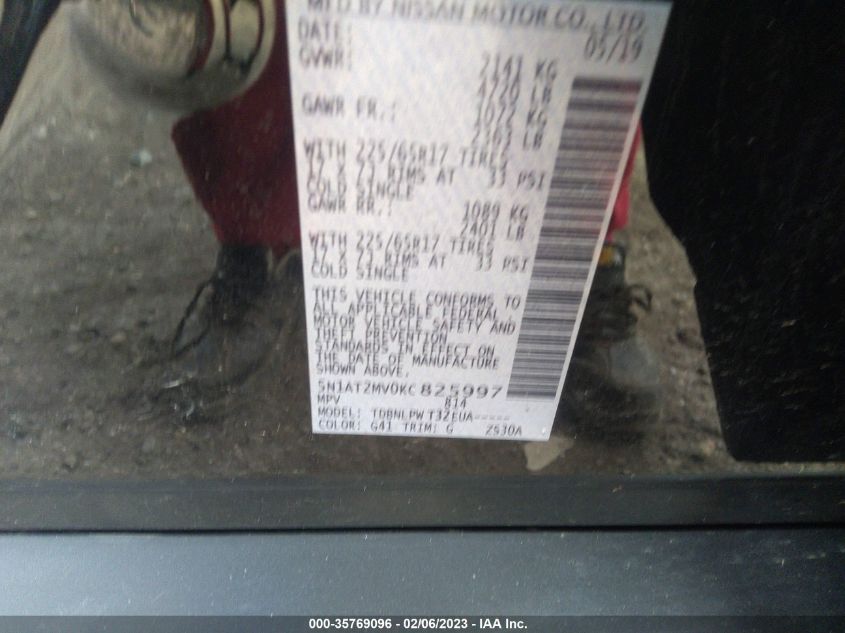 MFD BY NISSAN MOTOR CO., LTD.
DATE: 05/19
GVWR: 2141 KG
4720 LB
GAWR FR.: 1072 KG
2363 LB
WITH 225/65R17 TIRES
17 X 7J RIMS AT 33 PSI
COLD SINGLE
GAWR RR.: 1089 KG
2401 LB
WITH 225/65R17 TIRES
17 X 7J RIMS AT 33 PSI
COLD SINGLE
THIS VEHICLE CONFORMS TO
ALL APPLICABLE FEDERAL
MOTOR VEHICLE SAFETY AND
THEFT PREVENTION
STANDARDS IN EFFECT ON
THE DATE OF MANUFACTURE
SHOWN ABOVE.
5N1AT2MV0KC825997
MPV 814
MODEL: TDBNLPW T32EUA-----
COLOR: G41 TRIM: G 2S30A
000-35769096 - 02/06/2023 - IAA Inc.